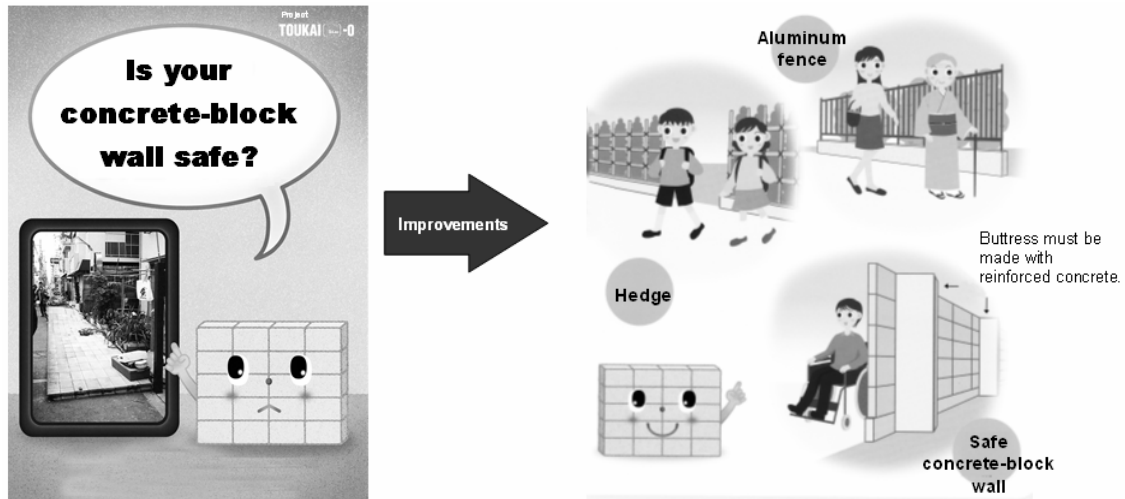 Project
TOUKAI -0
Is your
concrete-block
wall safe?
Improvements
Aluminum
fence
Hedge
Buttress must be
made with
reinforced concrete.
Safe
concrete-block
wall